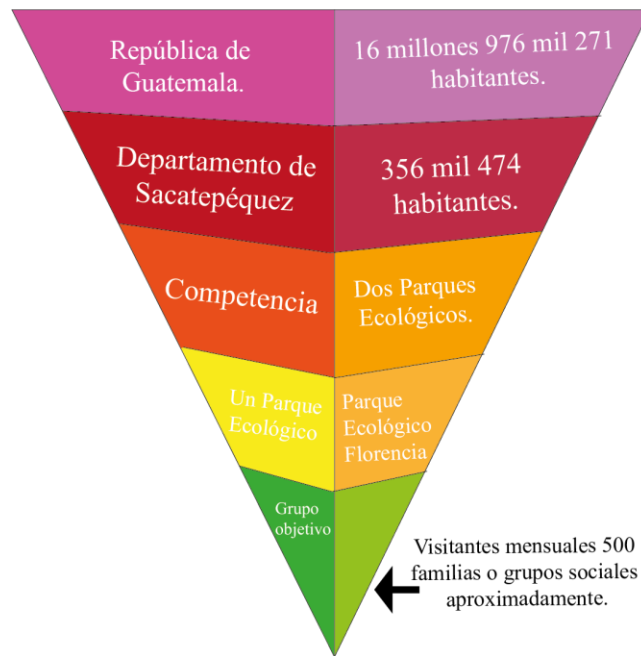 República de
Guatemala.
16 millones 976 mil 271
habitantes.
Departamento de
Sacatepéquez
356 mil 474
habitantes.
Competencia
Dos Parques
Ecológicos.
Un Parque
Ecológico
Parque
Ecológico
Florencia
Grupo
objetivo
Visitantes mensuales 500
familias o grupos sociales
aproximadamente.